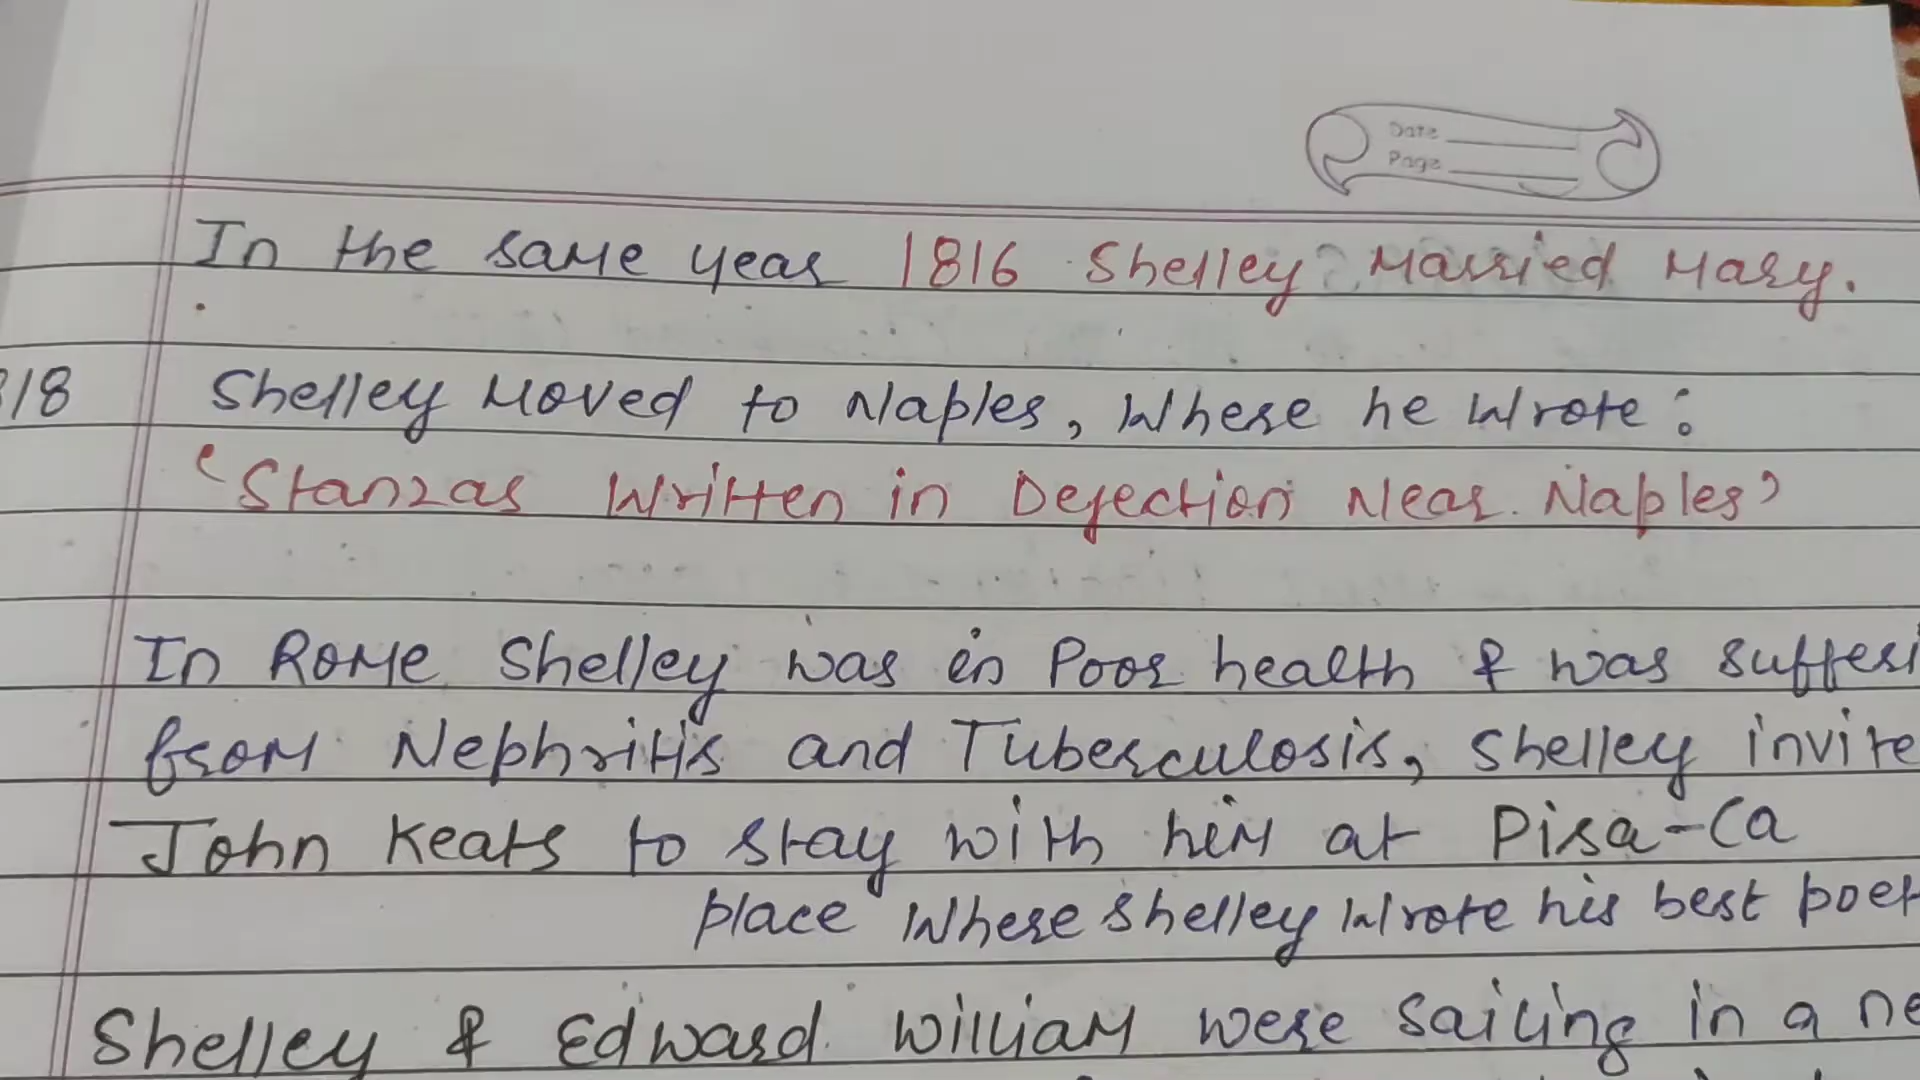 Date
Page
In the same year 1816 Shelley married Mary.
818 Shelley moved to Naples, where he wrote:
'Stanzas written in Dejection Near Naples'
In Rome Shelley was in Poor health & was sufferi
from Nephritis and Tuberculosis, Shelley invite
John Keats to stay with him at Pisa-(a
place where Shelley wrote his best poet
Shelley & Edward William were sailing in a ne